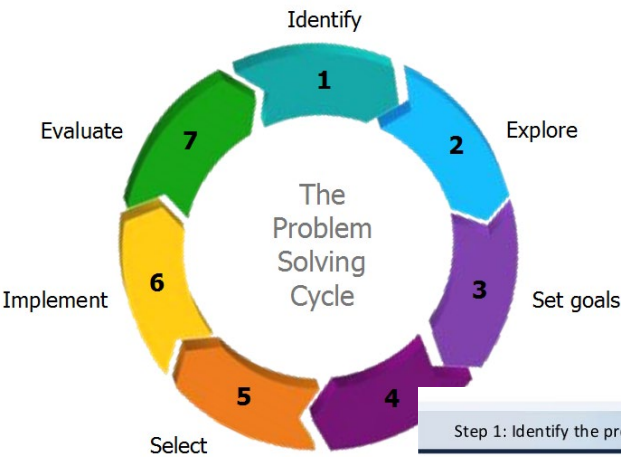 Identify
1
2
Explore
3
Set goals
4
5
Select
6
Implement
7
Evaluate
The
Problem
Solving
Cycle
Step 1: Identify the